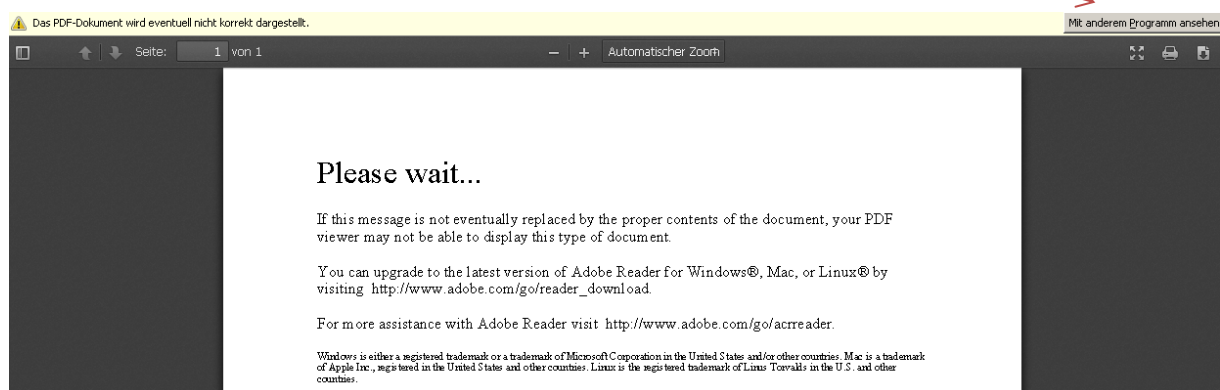 Das PDF-Dokument wird eventuell nicht korrekt dargestellt.
Mit anderem Programm ansehen
Seite: 1 von 1
Automatischer Zoom
Please wait...
If this message is not eventually replaced by the proper contents of the document, your PDF
viewer may not be able to display this type of document.
You can upgrade to the latest version of Adobe Reader for Windows®, Mac, or Linux® by
visiting http://www.adobe.com/go/reader_download.
For more assistance with Adobe Reader visit http://www.adobe.com/go/acrreader.
Windows is either a registered trademark or a trademark of Microsoft Corporation in the United States and/or other countries. Mac is a trademark
of Apple Inc., registered in the United States and other countries. Linux is the registered trademark of Linus Torvalds in the U.S. and other
countries.